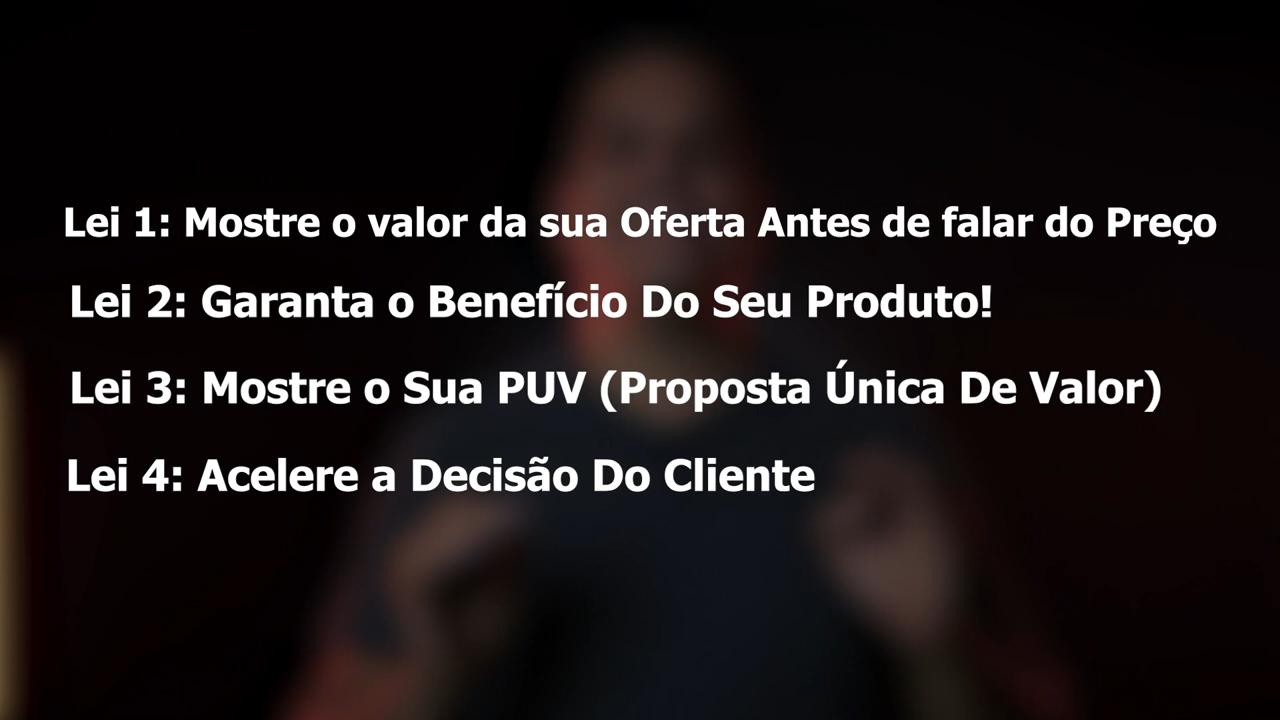 Lei 1: Mostre o valor da sua Oferta Antes de falar do Preço
Lei 2: Garanta o Benefício Do Seu Produto!
Lei 3: Mostre o Sua PUV (Proposta Única De Valor)
Lei 4: Acelere a Decisão Do Cliente